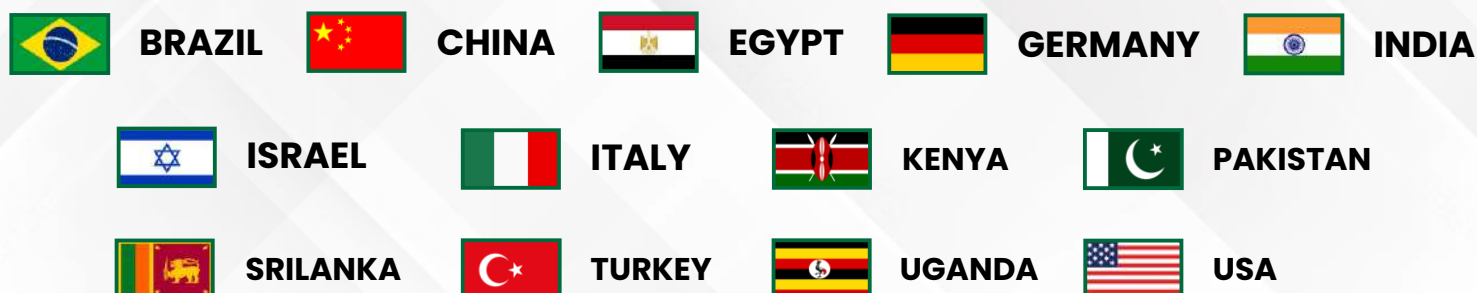 BRAZIL CHINA EGYPT GERMANY INDIA
ISRAEL ITALY KENYA PAKISTAN
SRILANKA TURKEY UGANDA USA